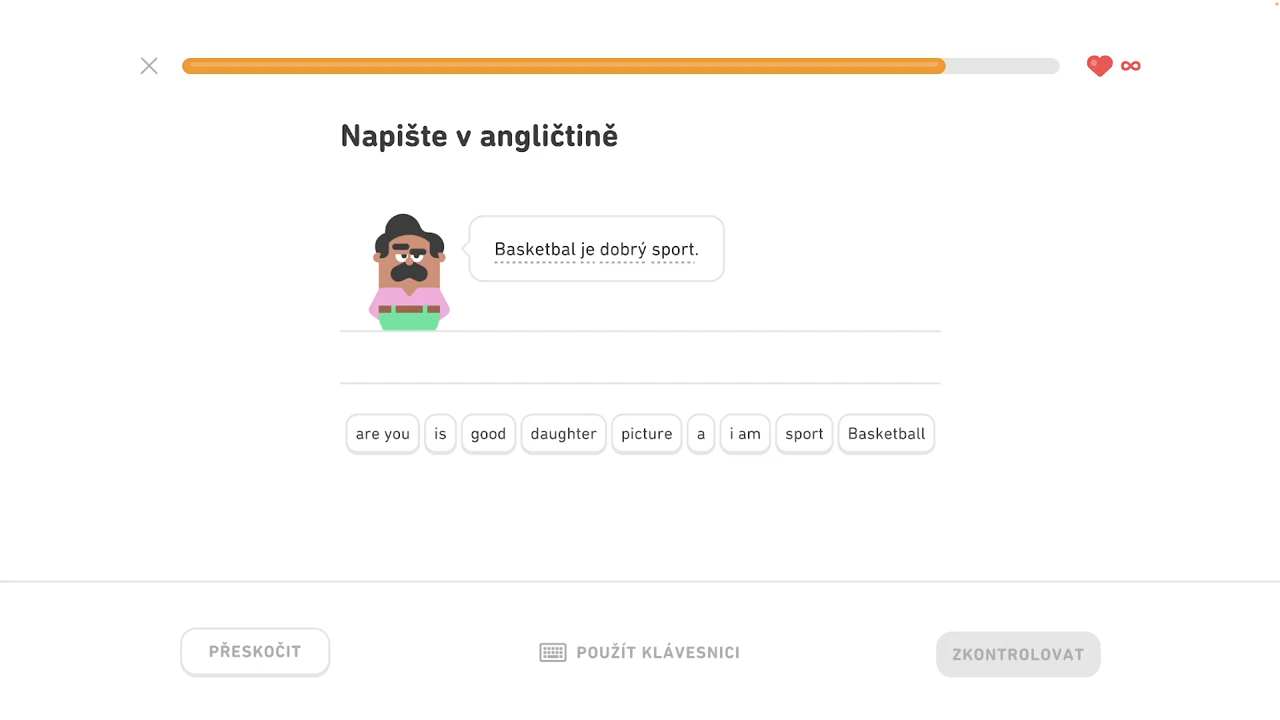 ∞
Napište v angličtině
Basketbal je dobrý sport.
are you is good daughter picture a i am sport Basketball
PŘESKOČIT POUŽÍT KLÁVESNICI ZKONTROLOVAT